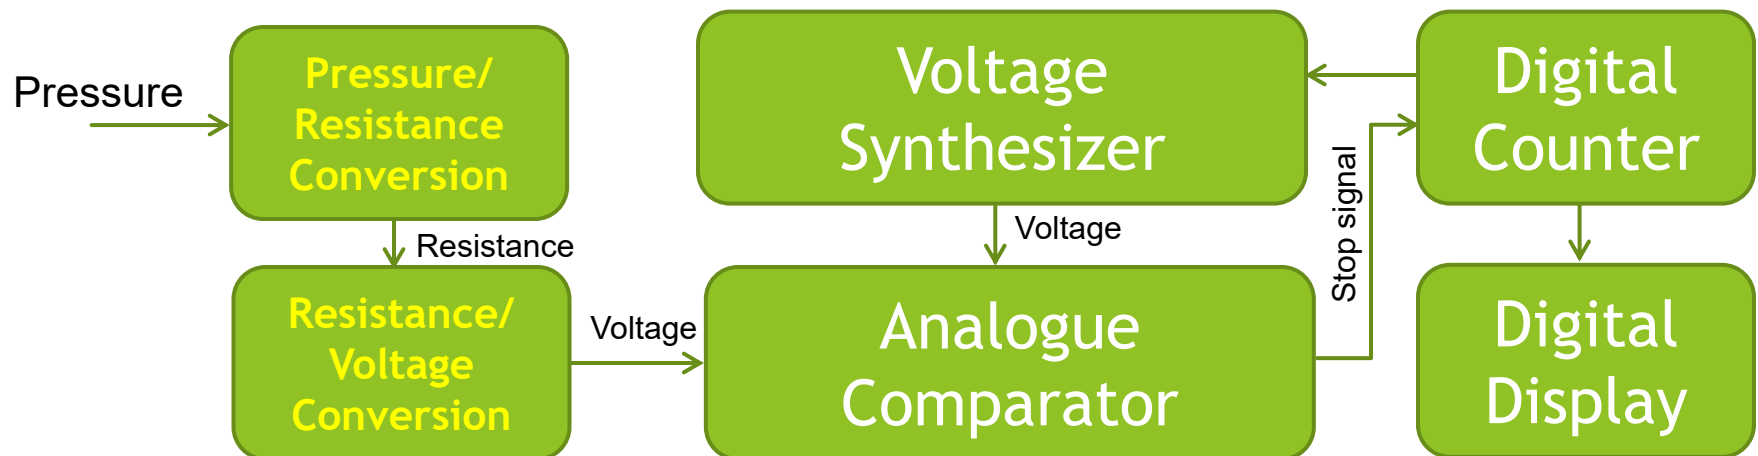 Pressure
Pressure/
Resistance
Conversion
Resistance
Resistance/
Voltage
Conversion
Voltage
Voltage
Synthesizer
Voltage
Analogue
Comparator
Stop signal
Digital
Counter
Digital
Display